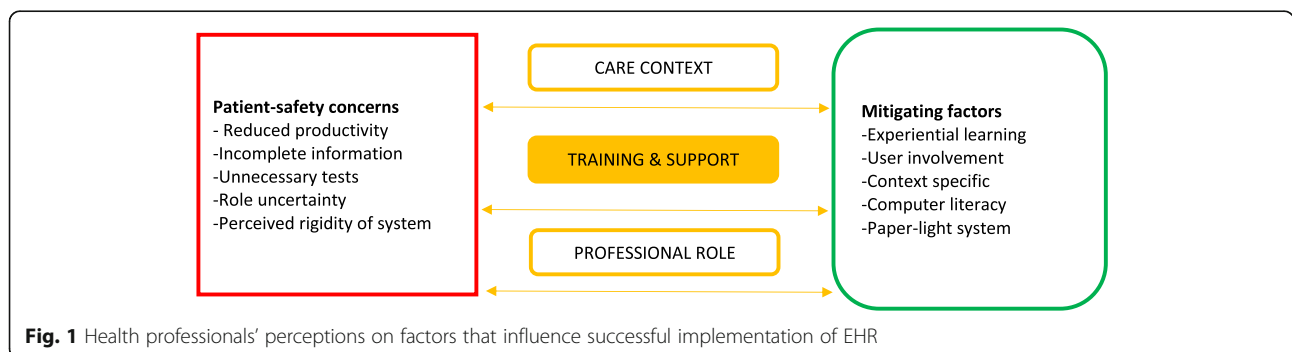 Patient-safety concerns
- Reduced productivity
-Incomplete information
-Unnecessary tests
-Role uncertainty
-Perceived rigidity of system
CARE CONTEXT
TRAINING & SUPPORT
PROFESSIONAL ROLE
Mitigating factors
-Experiential learning
-User involvement
-Context specific
-Computer literacy
-Paper-light system
Fig. 1 Health professionals’ perceptions on factors that influence successful implementation of EHR